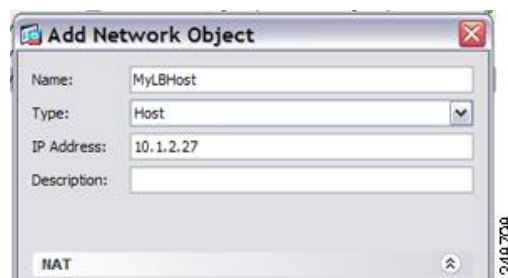 Add Network Object
Name: MyLBHost
Type: Host
IP Address: 10.1.2.27
Description:
NAT
248709